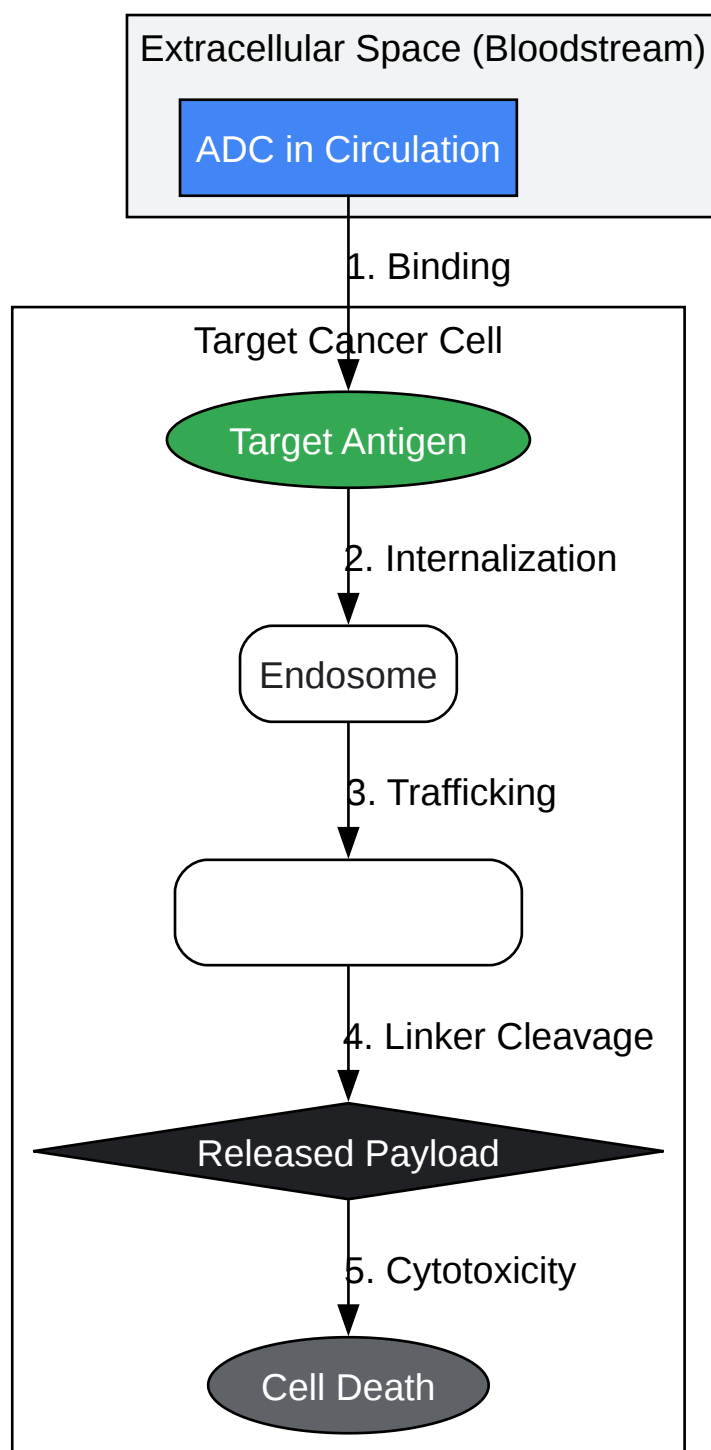 Extracellular Space (Bloodstream)
ADC in Circulation
1. Binding
Target Cancer Cell
Target Antigen
2. Internalization
Endosome
3. Trafficking
4. Linker Cleavage
Released Payload
5. Cytotoxicity
Cell Death